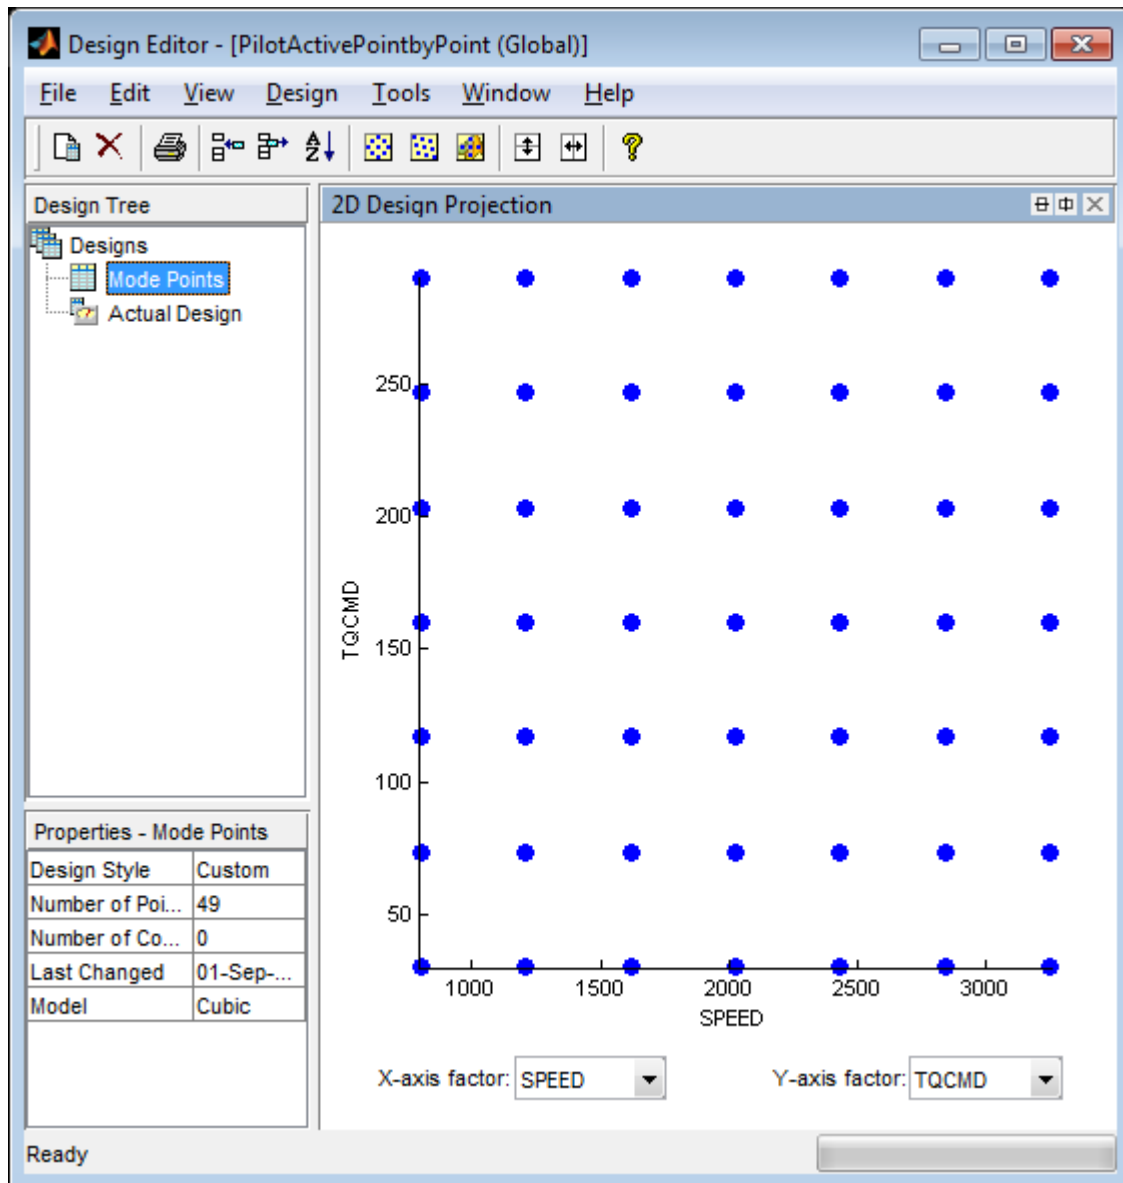 Design Editor - [PilotActivePointbyPoint (Global)]
File Edit View Design Tools Window Help
Design Tree
Designs
Mode Points
Actual Design
Properties - Mode Points
Design Style Custom
Number of Poi... 49
Number of Co... 0
Last Changed 01-Sep-...
Model Cubic
2D Design Projection
TQCMD
250
200
150
100
50
1000 1500 2000 2500 3000
SPEED
X-axis factor: SPEED Y-axis factor: TQCMD
Ready